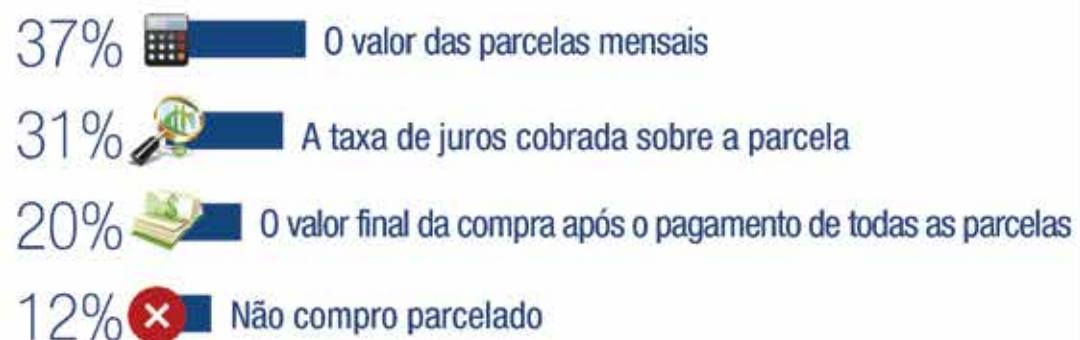 37% O valor das parcelas mensais
31% A taxa de juros cobrada sobre a parcela
20% O valor final da compra após o pagamento de todas as parcelas
12% Não compro parcelado